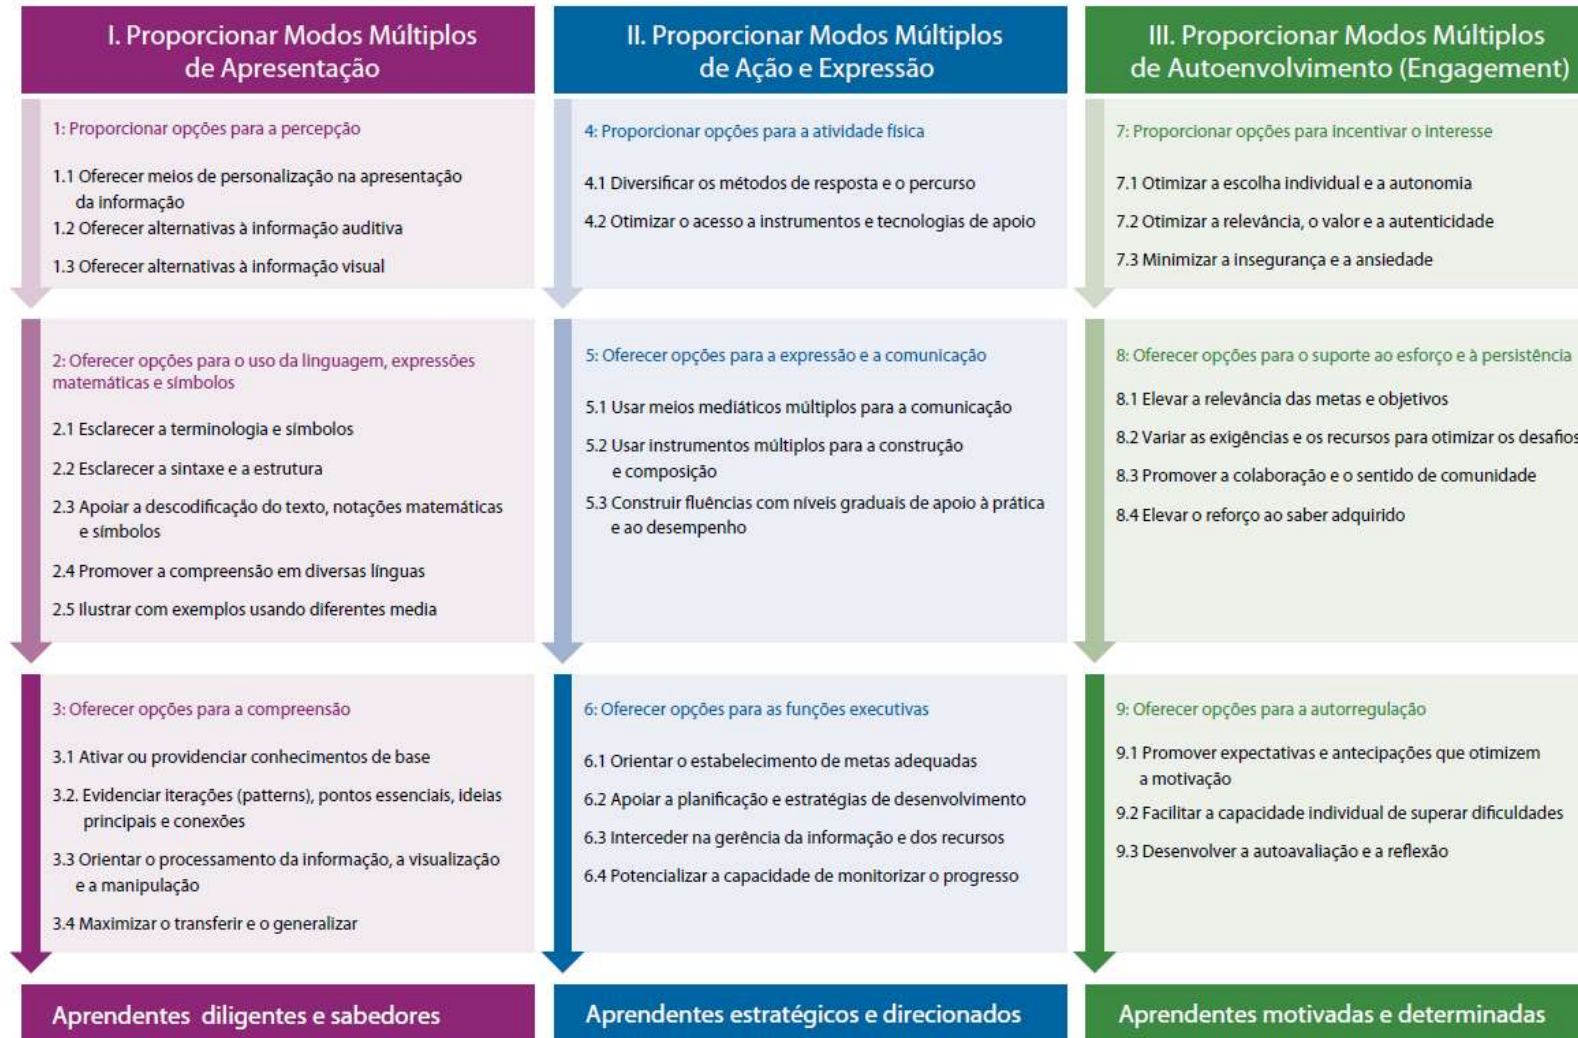 I. Proporcionar Modos Múltiplos
de Apresentação
1: Proporcionar opções para a percepção
1.1 Oferecer meios de personalização na apresentação
da informação
1.2 Oferecer alternativas à informação auditiva
1.3 Oferecer alternativas à informação visual
2: Oferecer opções para o uso da linguagem, expressões
matemáticas e símbolos
2.1 Esclarecer a terminologia e símbolos
2.2 Esclarecer a sintaxe e a estrutura
2.3 Apoiar a descodificação do texto, notações matemáticas
e símbolos
2.4 Promover a compreensão em diversas línguas
2.5 Ilustrar com exemplos usando diferentes media
3: Oferecer opções para a compreensão
3.1 Ativar ou providenciar conhecimentos de base
3.2. Evidenciar iterações (patterns), pontos essenciais, ideias
principais e conexões
3.3 Orientar o processamento da informação, a visualização
e a manipulação
3.4 Maximizar o transferir e o generalizar
Aprendentes diligentes e sabedores
II. Proporcionar Modos Múltiplos
de Ação e Expressão
4: Proporcionar opções para a atividade física
4.1 Diversificar os métodos de resposta e o percurso
4.2 Otimizar o acesso a instrumentos e tecnologias de apoio
5: Oferecer opções para a expressão e a comunicação
5.1 Usar meios mediáticos múltiplos para a comunicação
5.2 Usar instrumentos múltiplos para a construção
e composição
5.3 Construir fluências com níveis graduais de apoio à prática
e ao desempenho
6: Oferecer opções para as funções executivas
6.1 Orientar o estabelecimento de metas adequadas
6.2 Apoiar a planificação e estratégias de desenvolvimento
6.3 Interceder na gerência da informação e dos recursos
6.4 Potencializar a capacidade de monitorizar o progresso
Aprendentes estratégicos e direcionados
III. Proporcionar Modos Múltiplos
de Autoenvolvimento (Engagement)
7: Proporcionar opções para incentivar o interesse
7.1 Otimizar a escolha individual e a autonomia
7.2 Otimizar a relevância, o valor e a autenticidade
7.3 Minimizar a insegurança e a ansiedade
8: Oferecer opções para o suporte ao esforço e à persistência
8.1 Elevar a relevância das metas e objetivos
8.2 Variar as exigências e os recursos para otimizar os desafios
8.3 Promover a colaboração e o sentido de comunidade
8.4 Elevar o reforço ao saber adquirido
9: Oferecer opções para a autorregulação
9.1 Promover expectativas e antecipações que otimizem
a motivação
9.2 Facilitar a capacidade individual de superar dificuldades
9.3 Desenvolver a autoavaliação e a reflexão
Aprendentes motivadas e determinadas